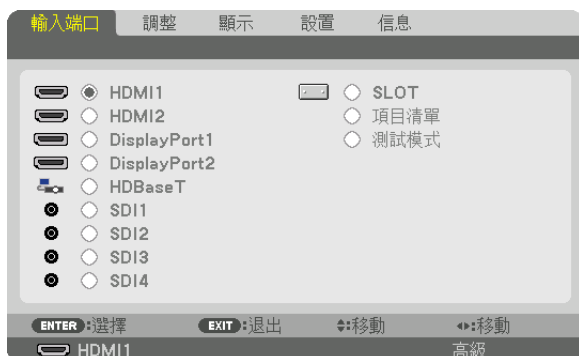 輸入端口 調整 顯示 設置 信息
HDMI1
HDMI2
DisplayPort1
DisplayPort2
HDBaseT
SDI1
SDI2
SDI3
SDI4
SLOT
項目清單
測試模式
ENTER:選擇 EXIT:退出 :移動 :移動
HDMI1 高級